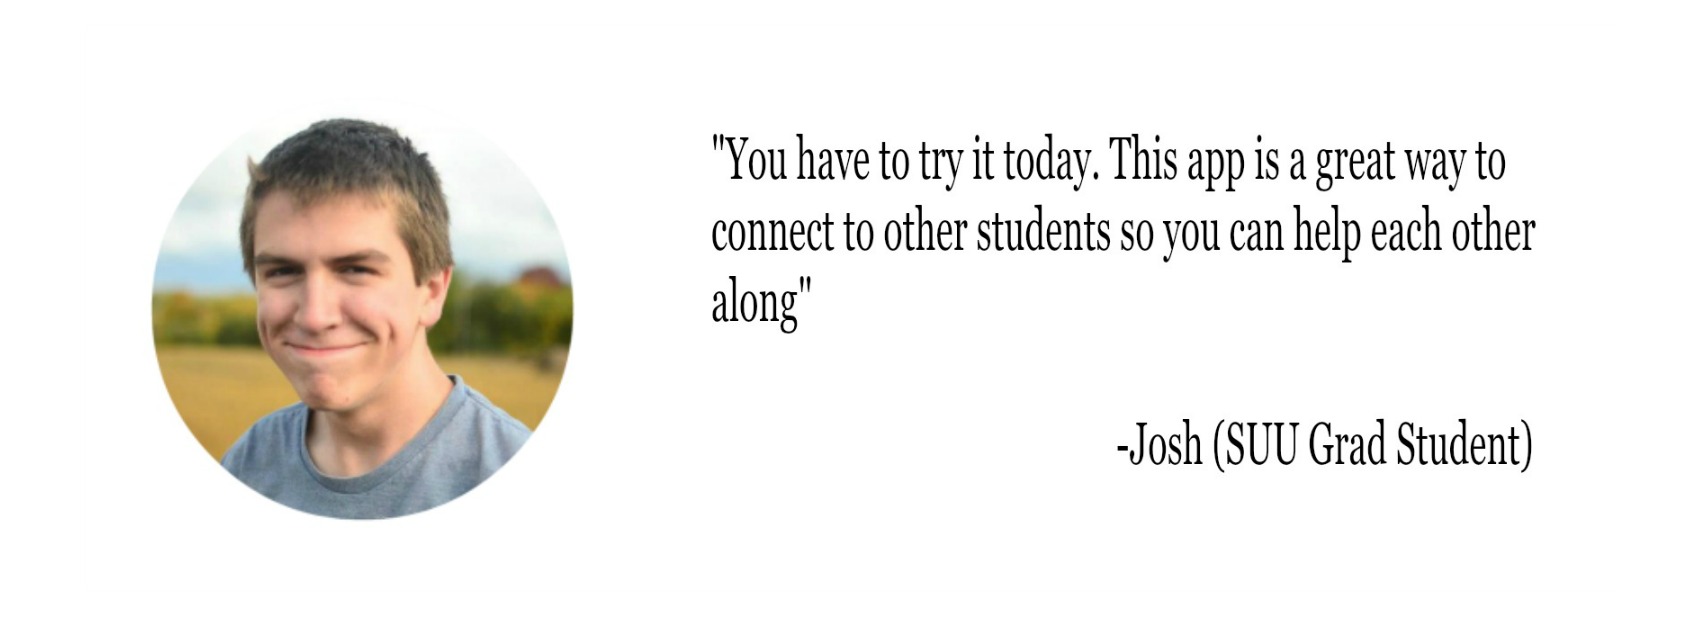 "You have to try it today. This app is a great way to
connect to other students so you can help each other
along"
-Josh (SUU Grad Student)